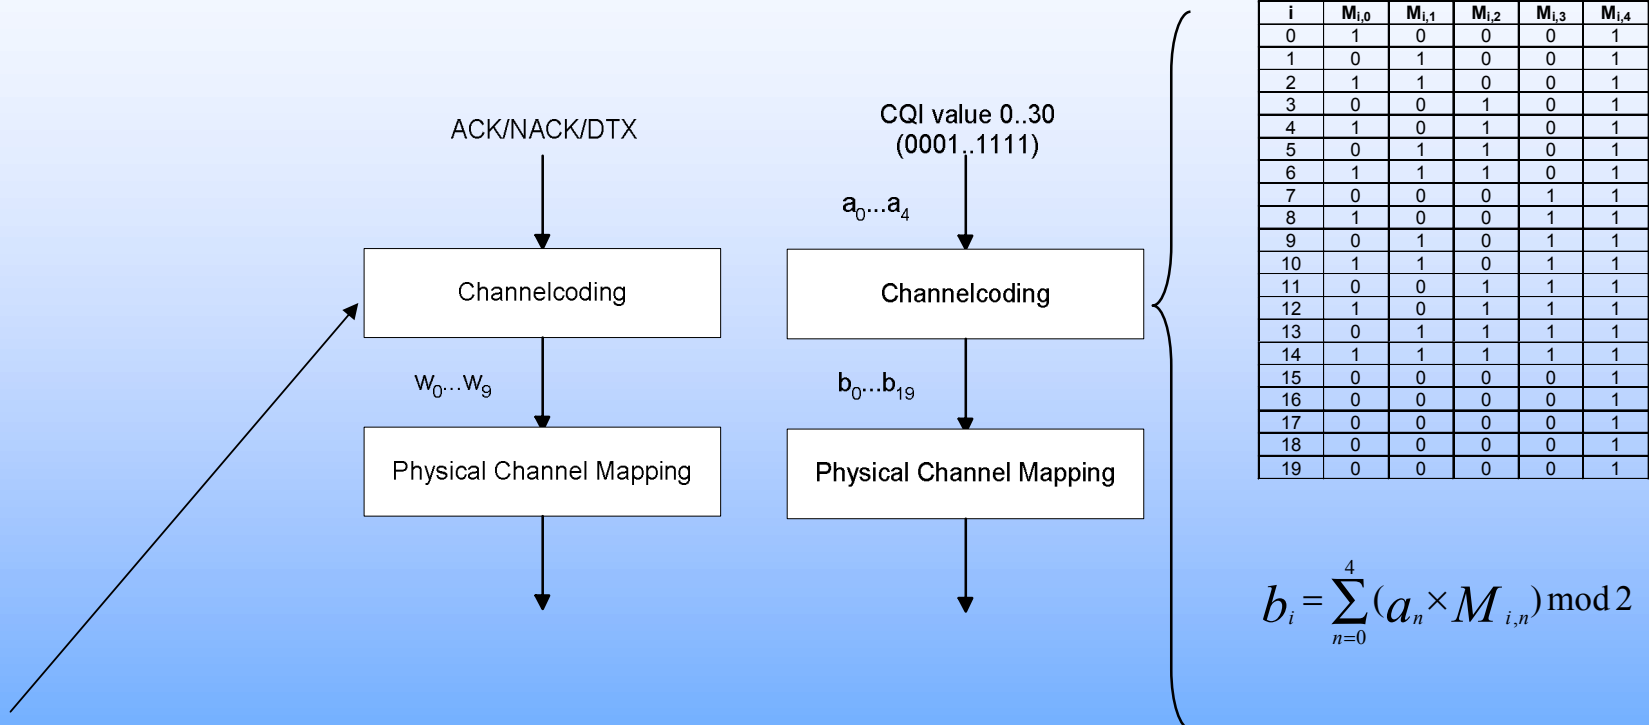 ACK/NACK/DTX
Channelcoding
w0...w9
Physical Channel Mapping
CQI value 0..30
(0001..1111)
a0...a4
Channelcoding
b0...b19
Physical Channel Mapping
i Mi,0 Mi,1 Mi,2 Mi,3 Mi,4
0 1 0 0 0 1
1 0 1 0 0 1
2 1 1 0 0 1
3 0 0 1 0 1
4 1 0 1 0 1
5 0 1 1 0 1
6 1 1 1 0 1
7 0 0 0 1 1
8 1 0 0 1 1
9 0 1 0 1 1
10 1 1 0 1 1
11 0 0 1 1 1
12 1 0 1 1 1
13 0 1 1 1 1
14 1 1 1 1 1
15 0 0 0 0 1
16 0 0 0 0 1
17 0 0 0 0 1
18 0 0 0 0 1
19 0 0 0 0 1
bi = ∑ n=0 4 (an × Mi,n) mod 2